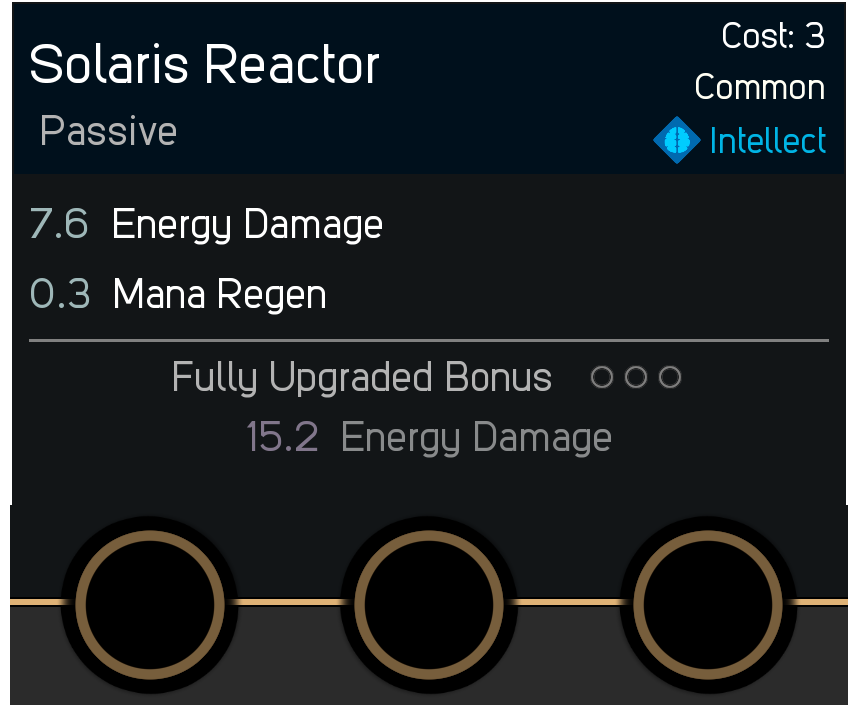 Solaris Reactor
Cost: 3
Common
Passive
Intellect
7.6 Energy Damage
0.3 Mana Regen
Fully Upgraded Bonus
15.2 Energy Damage